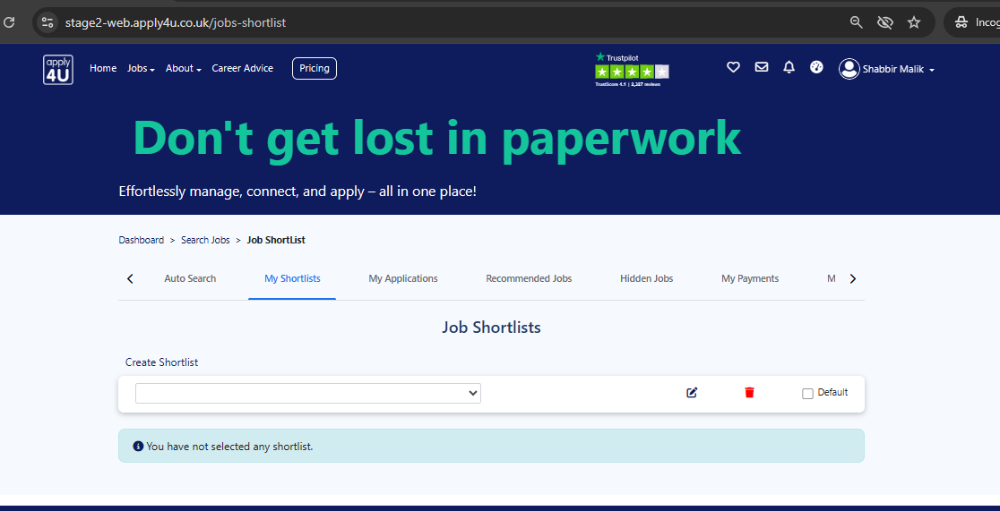 stage2-web.apply4u.co.uk/jobs-shortlist
apply 4U Home Jobs About Career Advice Pricing Trustpilot Shabbir Malik
TrustScore 4.1 | 2,327 reviews
Don't get lost in paperwork
Effortlessly manage, connect, and apply – all in one place!
Dashboard > Search Jobs > Job ShortList
Auto Search My Shortlists My Applications Recommended Jobs Hidden Jobs My Payments M
Job Shortlists
Create Shortlist
Default
You have not selected any shortlist.